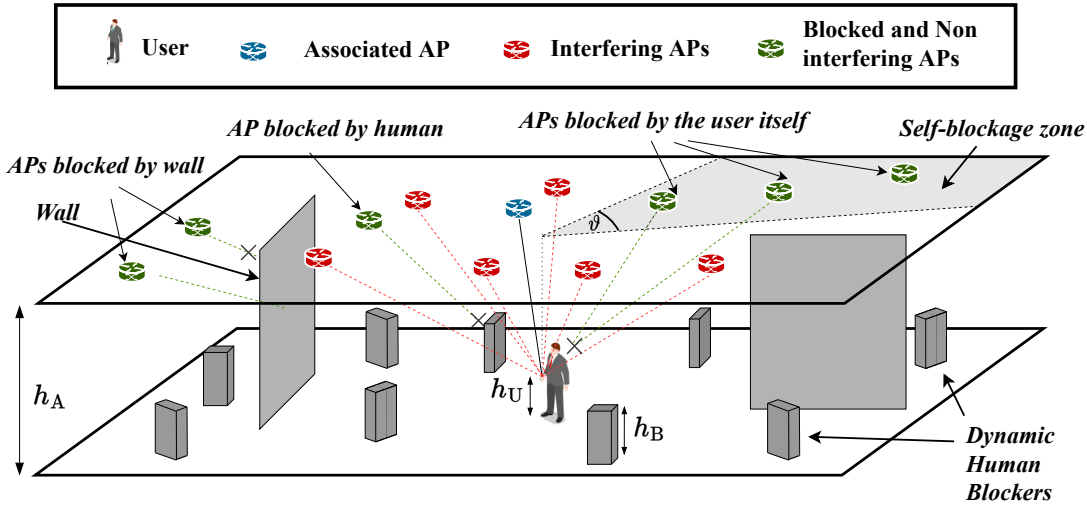 User
Associated AP
Interfering APs
Blocked and Non
interfering APs
AP blocked by human
APs blocked by the user itself
Self-blockage zone
APs blocked by wall
Wall
ϑ
h_A
h_U
h_B
Dynamic
Human
Blockers